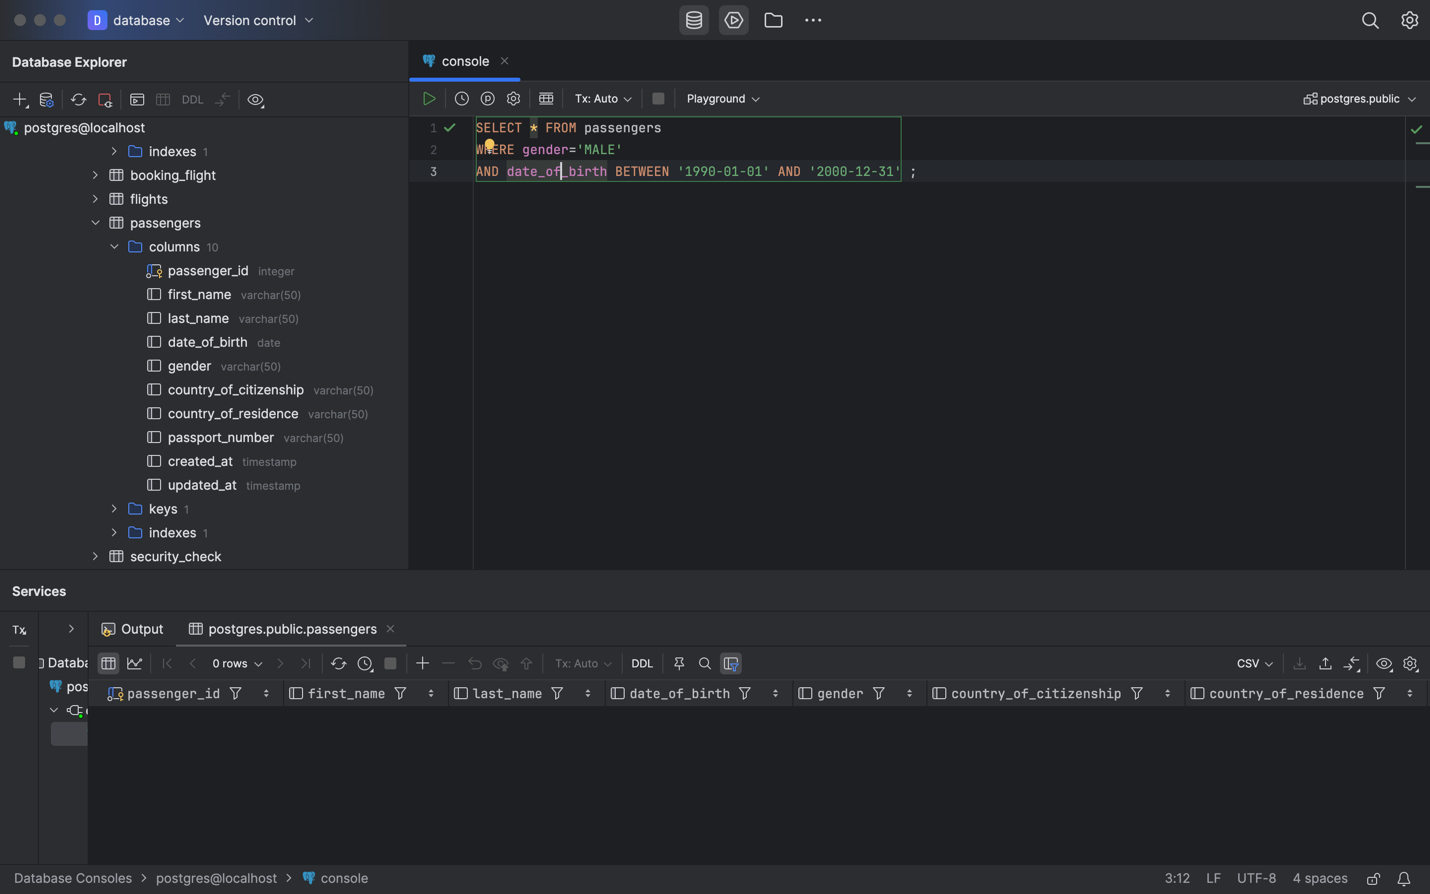 D database Version control
Database Explorer
console
DDL
Tx: Auto Playground postgres.public
postgres@localhost
indexes 1
booking_flight
flights
passengers
columns 10
passenger_id integer
first_name varchar(50)
last_name varchar(50)
date_of_birth date
gender varchar(50)
country_of_citizenship varchar(50)
country_of_residence varchar(50)
passport_number varchar(50)
created_at timestamp
updated_at timestamp
keys 1
indexes 1
security_check
1 SELECT * FROM passengers
2 WHERE gender='MALE'
3 AND date_of_birth BETWEEN '1990-01-01' AND '2000-12-31' ;
Services
Tx Output postgres.public.passengers
Databa 0 rows Tx: Auto DDL CSV
pos
passenger_id first_name last_name date_of_birth gender country_of_citizenship country_of_residence
Database Consoles > postgres@localhost > console 3:12 LF UTF-8 4 spaces